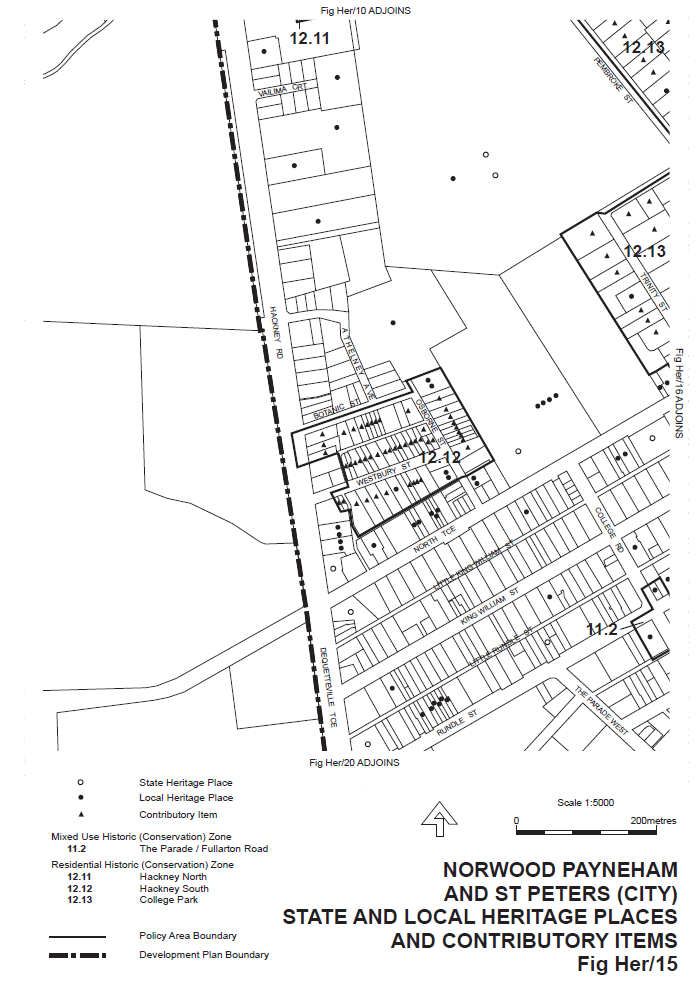 Fig Her/10 ADJOINS
12.11
12.13
PEMBROKE ST
VAILIMA CRT
12.13
TRINITY ST
HACKNEY RD
ATHELNEY AVE
Fig Her/16 ADJOINS
BOTANIC ST
OSBORNE ST
12.12
WESTBURY ST
NORTH TCE
COLLEGE RD
LITTLE KING WILLIAM ST
KING WILLIAM ST
11.2
LITTLE RUNDLE ST
DEQUETTEVILLE TCE
THE PARADE WEST
RUNDLE ST
Fig Her/20 ADJOINS
State Heritage Place
Local Heritage Place
Contributory Item
Mixed Use Historic (Conservation) Zone
11.2 The Parade / Fullarton Road
Residential Historic (Conservation) Zone
12.11 Hackney North
12.12 Hackney South
12.13 College Park
Policy Area Boundary
Development Plan Boundary
Scale 1:5000
0 200metres
NORWOOD PAYNEHAM
AND ST PETERS (CITY)
STATE AND LOCAL HERITAGE PLACES
AND CONTRIBUTORY ITEMS
Fig Her/15